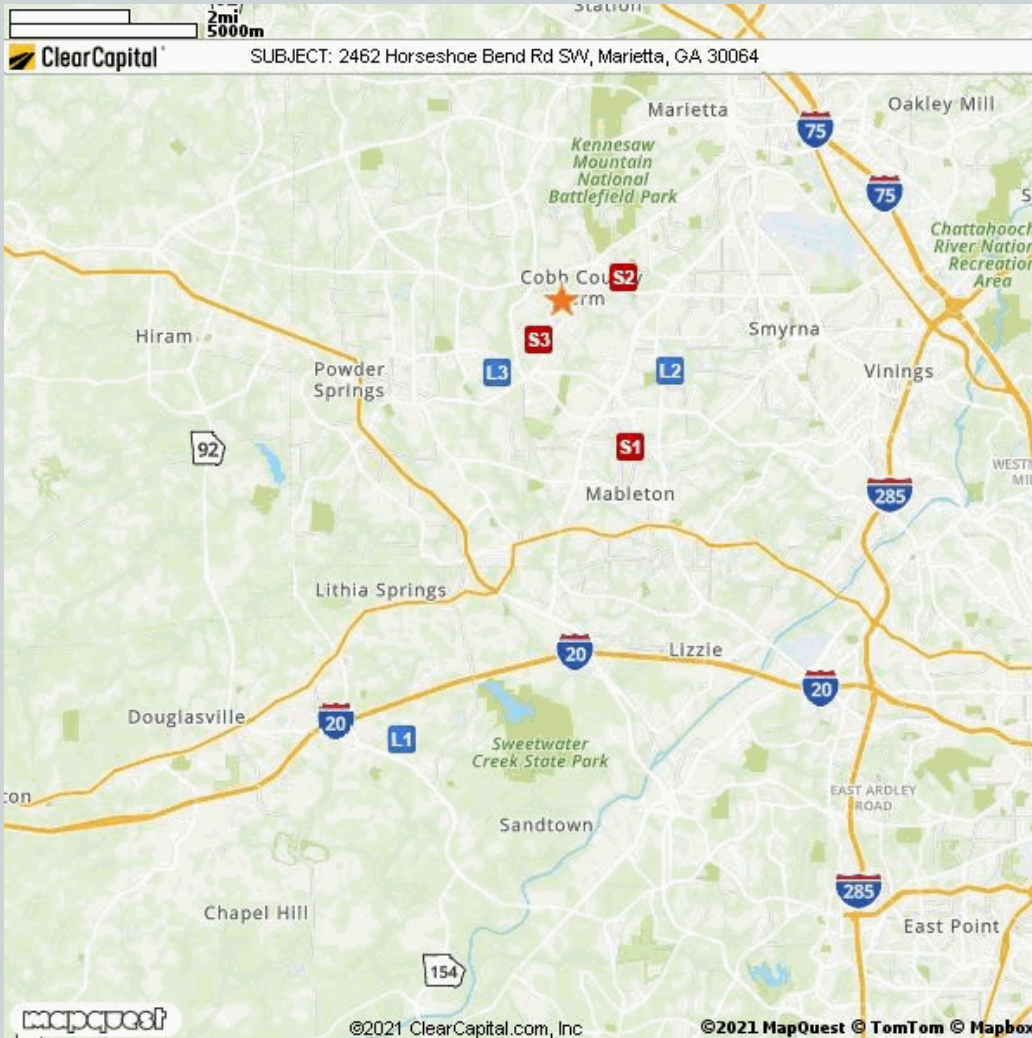 2mi
5000m
ClearCapital
SUBJECT: 2462 Horseshoe Bend Rd SW, Marietta, GA 30064
Station
Marietta
Oakley Mill
75
Kennesaw
Mountain
National
Battlefield Park
75
Chattahooch
River Nation
Recreation
Area
Cobb Cou
S2
S3
Smyrna
Hiram
Powder
Springs
L3
L2
Vinings
92
S1
Mableton
285
Lithia Springs
20
Lizzie
20
Douglasville
20
L1
Sweetwater
Creek State Park
EAST ARDLEY
ROAD
Sandtown
285
Chapel Hill
East Point
154
mapquest
©2021 ClearCapital.com, Inc
©2021 MapQuest © TomTom © Mapbox